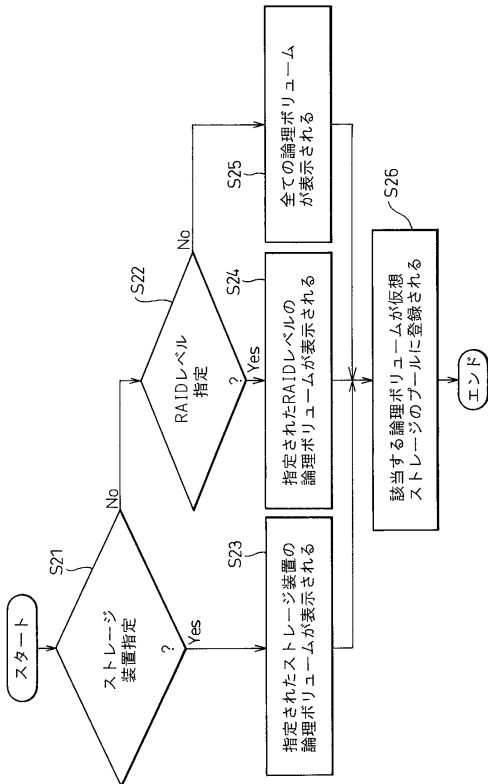 スタート
S21
ストレージ
装置指定
?
Yes
No
S22
RAIDレベル
指定
?
Yes
No
S23
指定されたストレージ装置の
論理ボリュームが表示される
S24
指定されたRAIDレベルの
論理ボリュームが表示される
S25
全ての論理ボリューム
が表示される
S26
該当する論理ボリュームが仮想
ストレージのプールに登録される
エンド